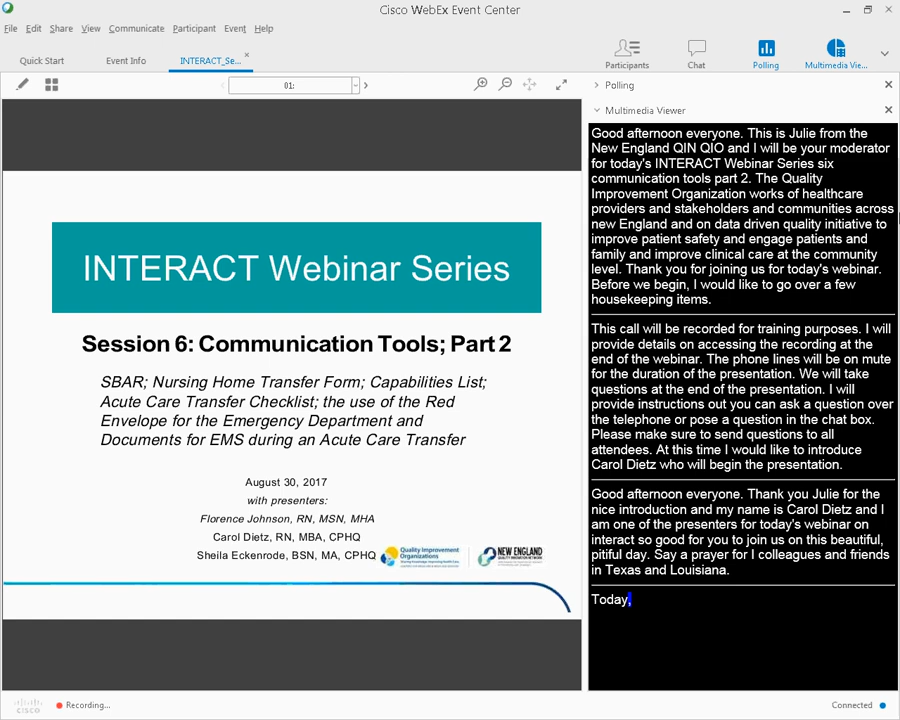 Cisco WebEx Event Center
File Edit Share View Communicate Participant Event Help
Quick Start
Event Info
INTERACT_Se...
Participants
Chat
Polling
Multimedia Vie...
Polling
Multimedia Viewer
INTERACT Webinar Series
Session 6: Communication Tools; Part 2
SBAR; Nursing Home Transfer Form; Capabilities List;
Acute Care Transfer Checklist; the use of the Red
Envelope for the Emergency Department and
Documents for EMS during an Acute Care Transfer
August 30, 2017
with presenters:
Florence Johnson, RN, MSN, MHA
Carol Dietz, RN, MBA, CPHQ
Sheila Eckenrode, BSN, MA, CPHQ
Quality Improvement
Organizations
NEW ENGLAND
Good afternoon everyone. This is Julie from the
New England QIN QIO and I will be your moderator
for today's INTERACT Webinar Series six
communication tools part 2. The Quality
Improvement Organization works of healthcare
providers and stakeholders and communities across
new England and on data driven quality initiative to
improve patient safety and engage patients and
family and improve clinical care at the community
level. Thank you for joining us for today's webinar.
Before we begin, I would like to go over a few
housekeeping items.
This call will be recorded for training purposes. I will
provide details on accessing the recording at the
end of the webinar. The phone lines will be on mute
for the duration of the presentation. We will take
questions at the end of the presentation. I will
provide instructions out you can ask a question over
the telephone or pose a question in the chat box.
Please make sure to send questions to all
attendees. At this time I would like to introduce
Carol Dietz who will begin the presentation.
Good afternoon everyone. Thank you Julie for the
nice introduction and my name is Carol Dietz and I
am one of the presenters for today's webinar on
interact so good for you to join us on this beautiful,
pitiful day. Say a prayer for I colleagues and friends
in Texas and Louisiana.
Today,
cisco
Recording...
Connected